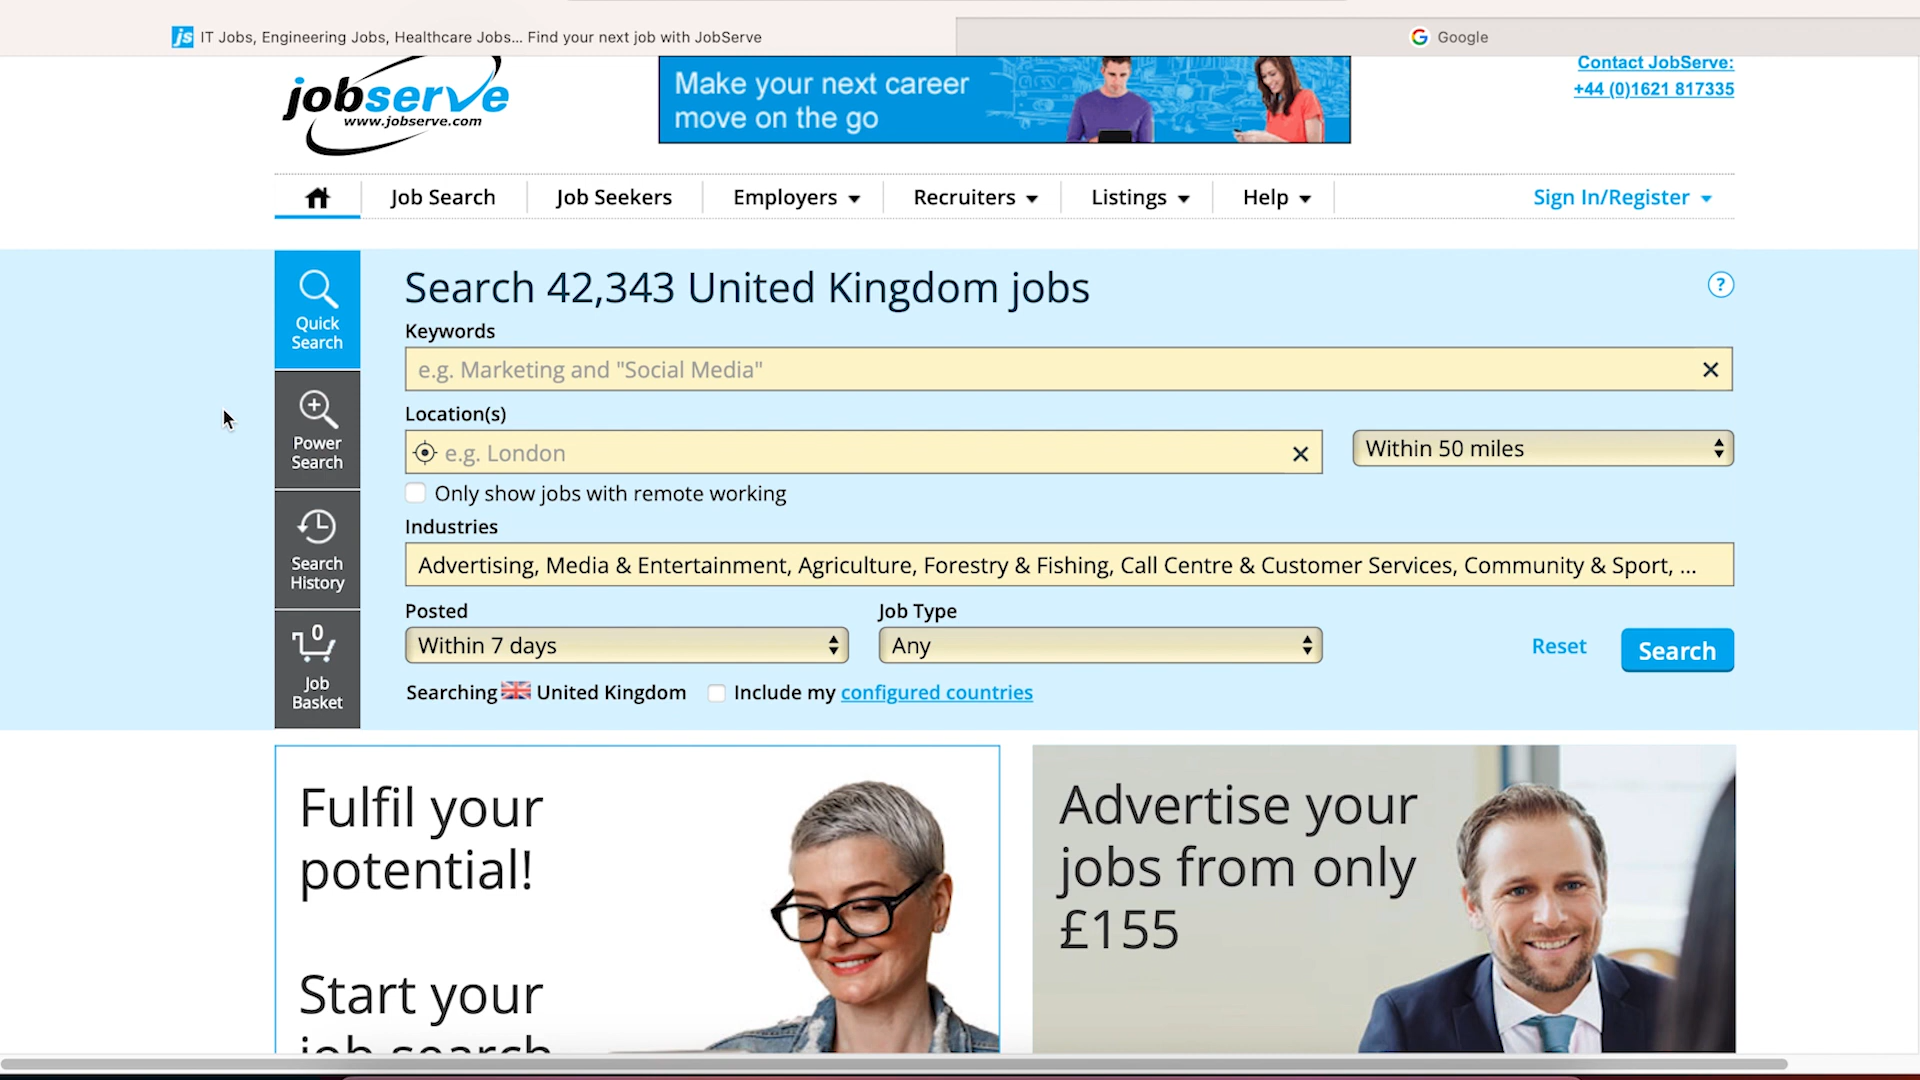 IT Jobs, Engineering Jobs, Healthcare Jobs... Find your next job with JobServe
Google
jobserve
www.jobserve.com
Make your next career
move on the go
Contact JobServe:
+44 (0)1621 817335
Job Search
Job Seekers
Employers
Recruiters
Listings
Help
Sign In/Register
Quick
Search
Power
Search
Search
History
0
Job
Basket
Search 42,343 United Kingdom jobs
?
Keywords
e.g. Marketing and "Social Media"
Location(s)
e.g. London
Within 50 miles
Only show jobs with remote working
Industries
Advertising, Media & Entertainment, Agriculture, Forestry & Fishing, Call Centre & Customer Services, Community & Sport, ...
Posted
Job Type
Within 7 days
Any
Reset
Search
Searching United Kingdom
Include my configured countries
Fulfil your
potential!
Start your
job search
Advertise your
jobs from only
£155